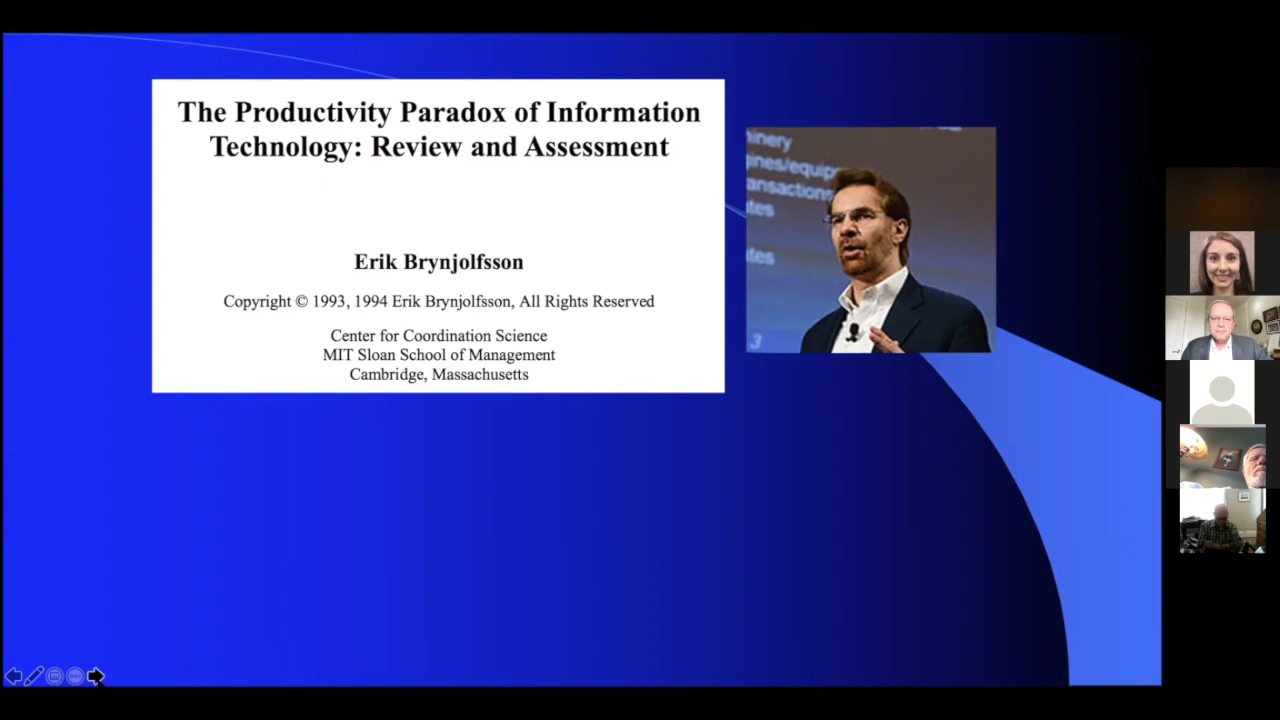 The Productivity Paradox of Information
Technology: Review and Assessment
Erik Brynjolfsson
Copyright © 1993, 1994 Erik Brynjolfsson, All Rights Reserved
Center for Coordination Science
MIT Sloan School of Management
Cambridge, Massachusetts
3